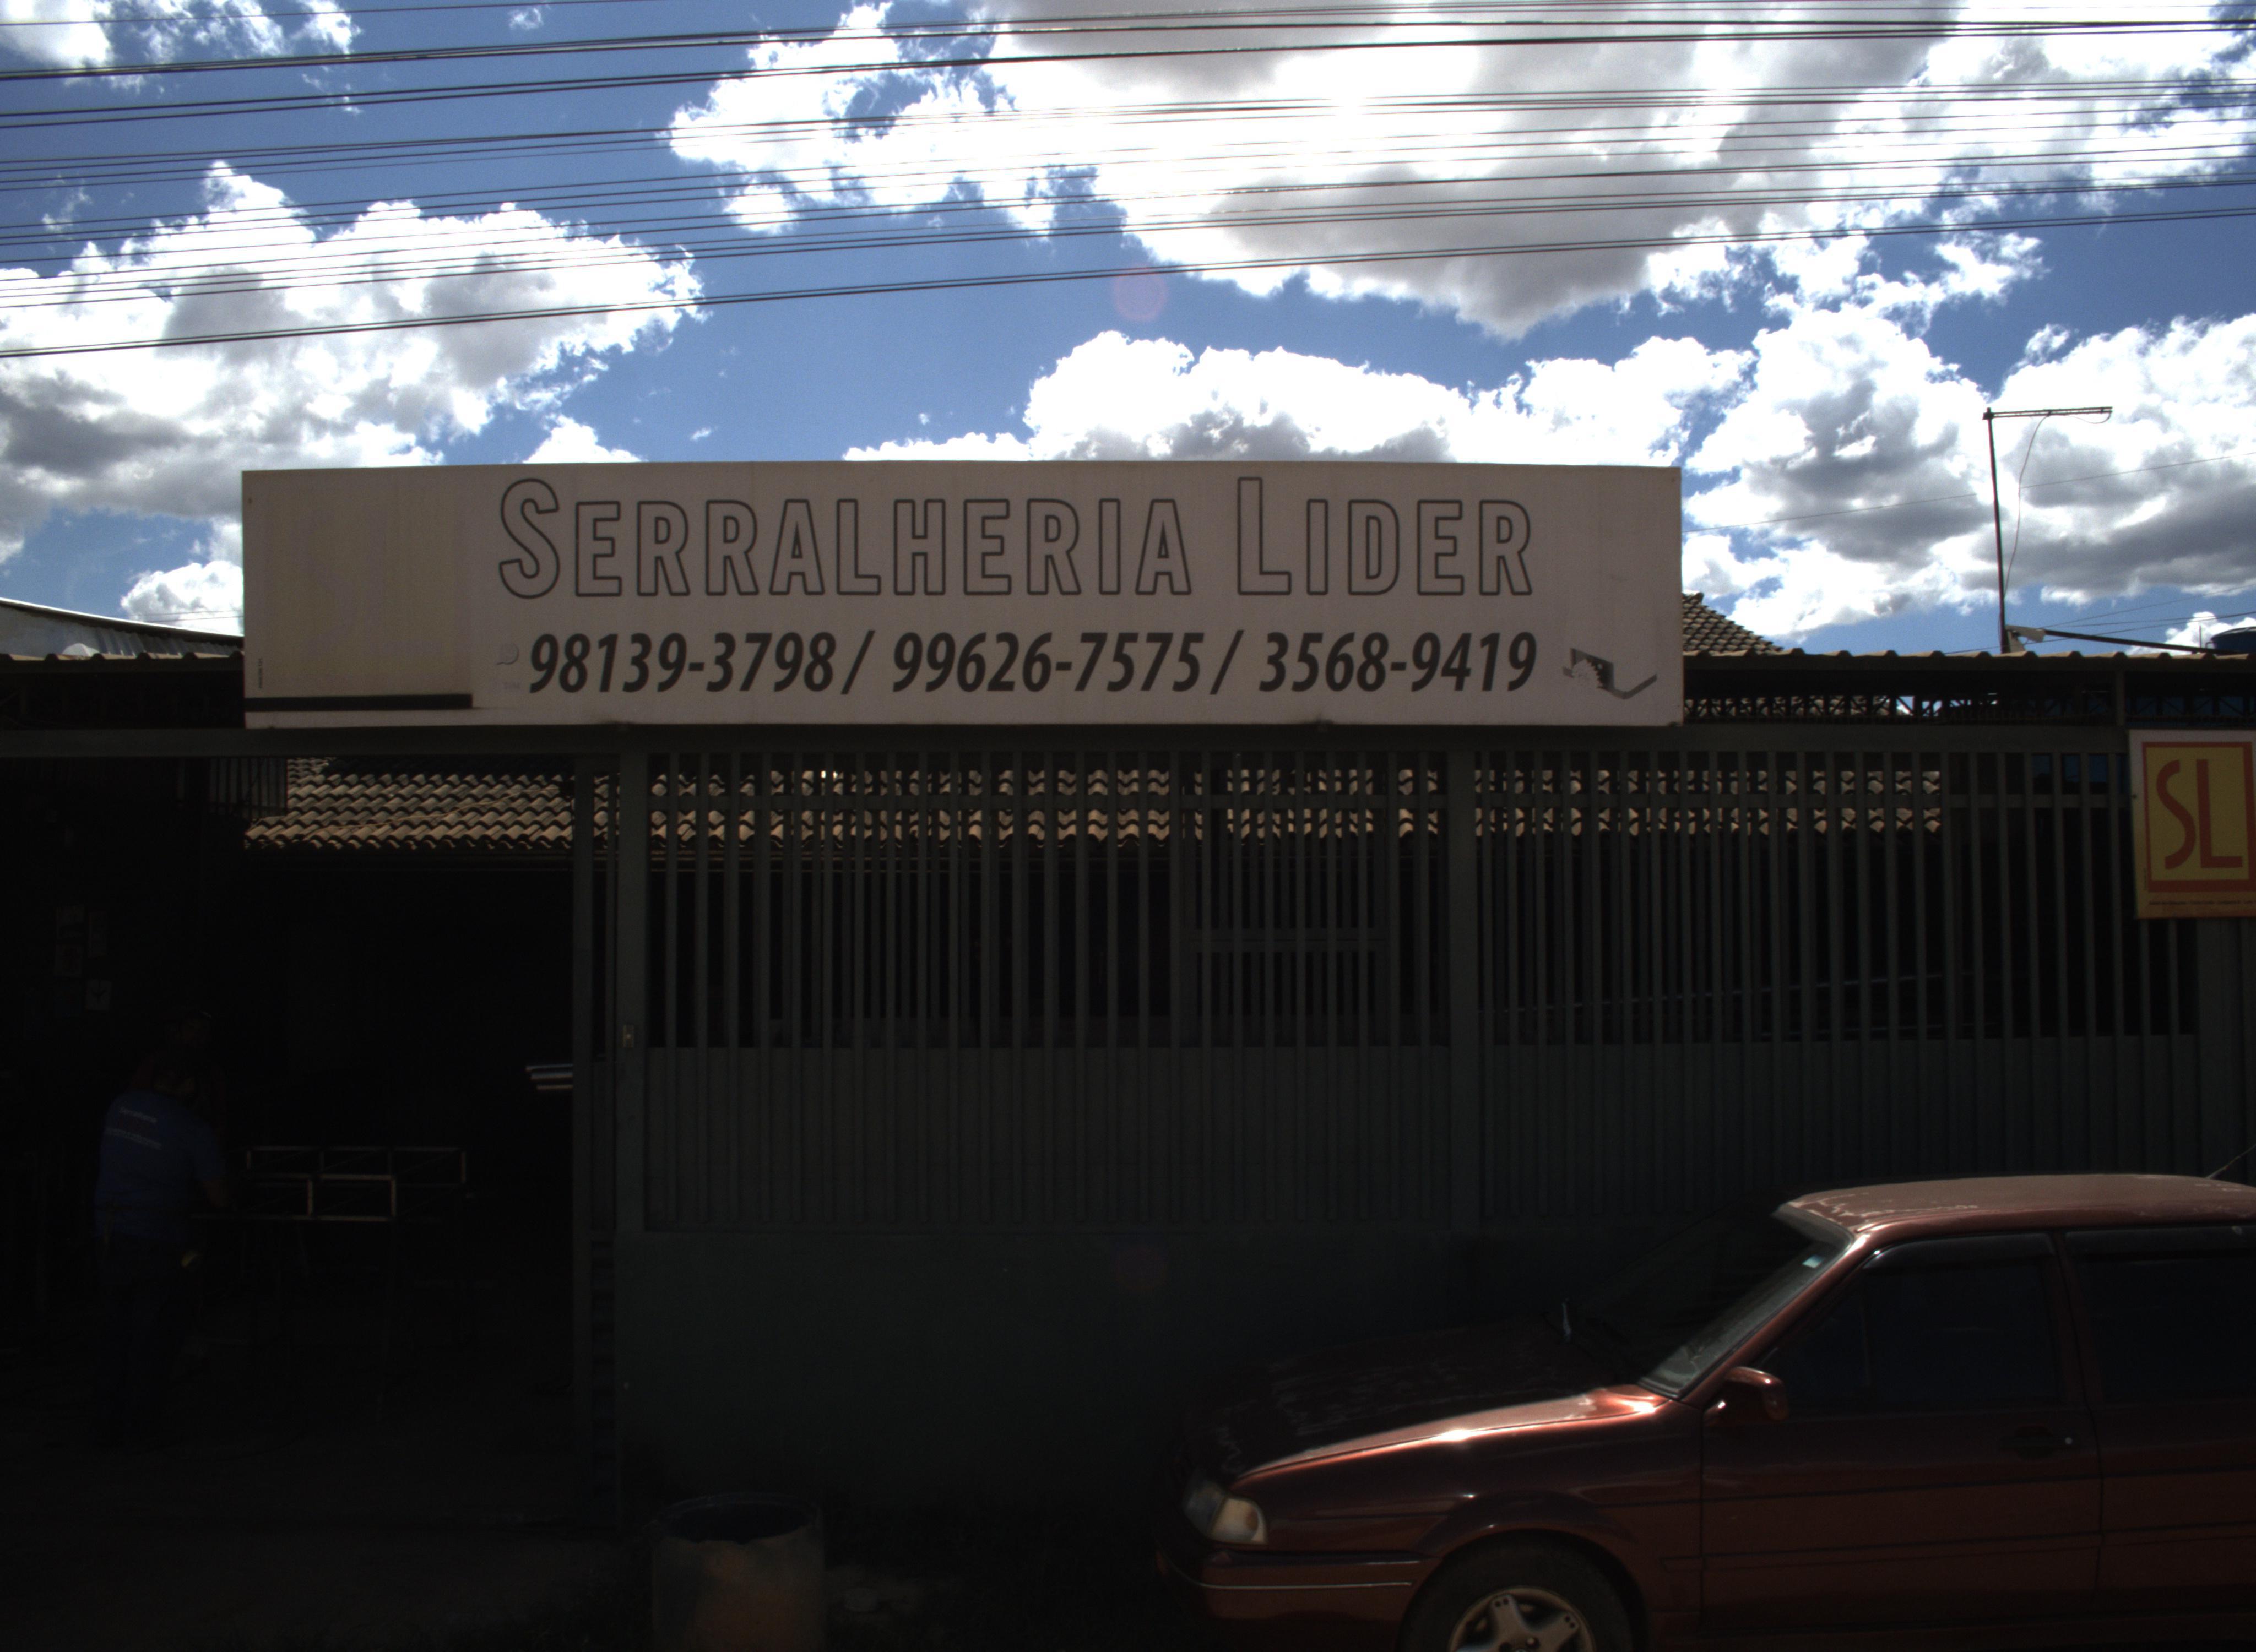 SERRALHERIA LIDER
98139-3798 / 99626-7575 / 3568-9419
SL